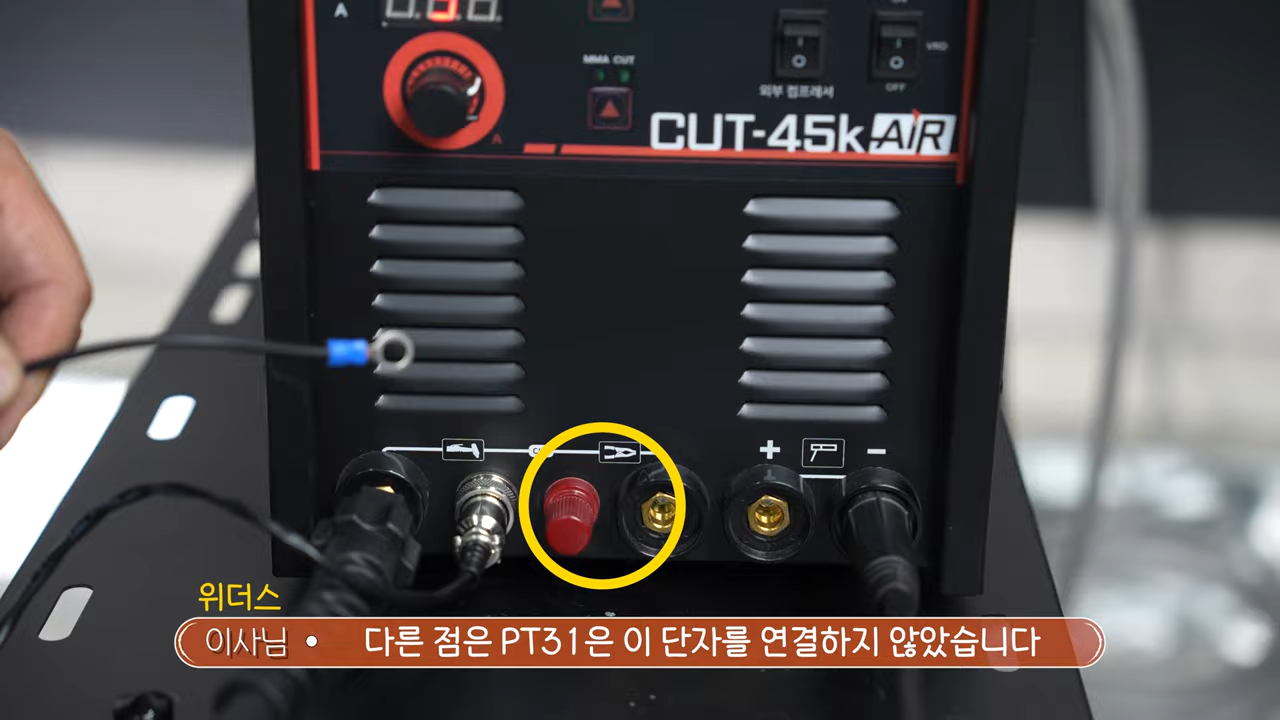 A
MMA CUT
외부 컴프레서
VRD
OFF
A
CUT-45k AIR
+
-
위더스
이사님 • 다른 점은 PT31은 이 단자를 연결하지 않았습니다